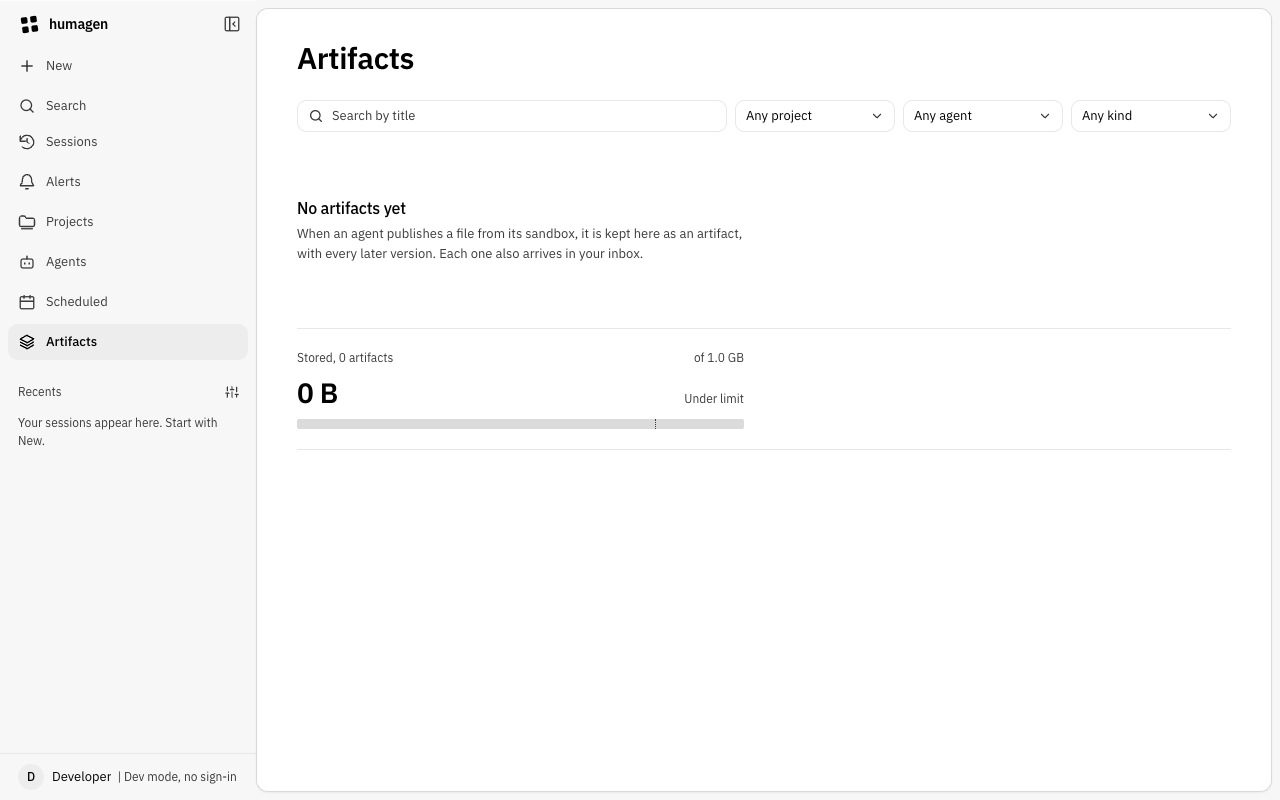 humagen
New
Search
Sessions
Alerts
Projects
Agents
Scheduled
Artifacts
Recents
Your sessions appear here. Start with
New.
D Developer | Dev mode, no sign-in
Artifacts
Search by title
Any project
Any agent
Any kind
No artifacts yet
When an agent publishes a file from its sandbox, it is kept here as an artifact,
with every later version. Each one also arrives in your inbox.
Stored, 0 artifacts
of 1.0 GB
0 B
Under limit